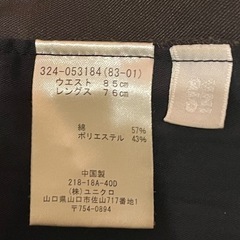 324-053184(83-01)
ウエスト 85cm
レングス 76cm
綿 57%
ポリエステル 43%
中国製
218-18A-40D
(株)ユニクロ
山口県山口市佐山717番地1
〒754-0894